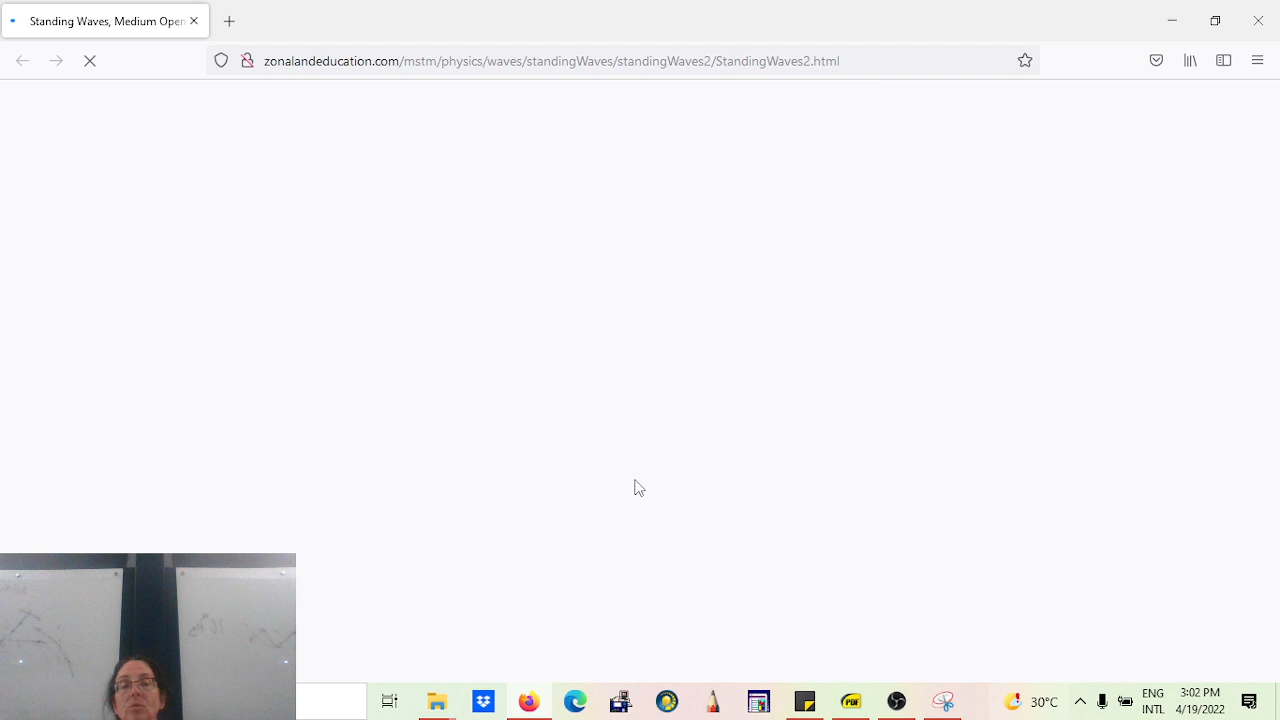 Standing Waves, Medium Open
zonalandeducation.com/mstm/physics/waves/standingWaves/standingWaves2/StandingWaves2.html
PDF
30°C
ENG
INTL
3:02 PM
4/19/2022